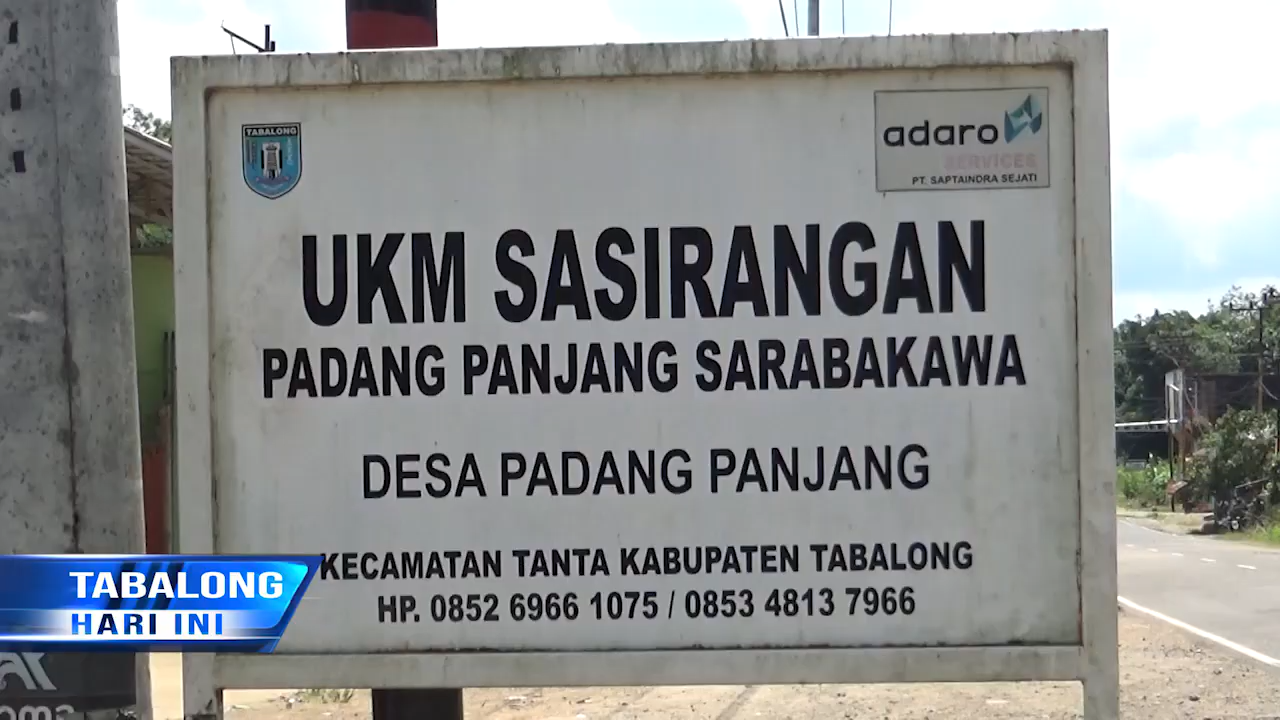 TABALONG
adaro
SERVICES
PT. SAPTAINDRA SEJATI
UKM SASIRANGAN
PADANG PANJANG SARABAKAWA
DESA PADANG PANJANG
KECAMATAN TANTA KABUPATEN TABALONG
HP. 0852 6966 1075 / 0853 4813 7966
TABALONG
HARI INI